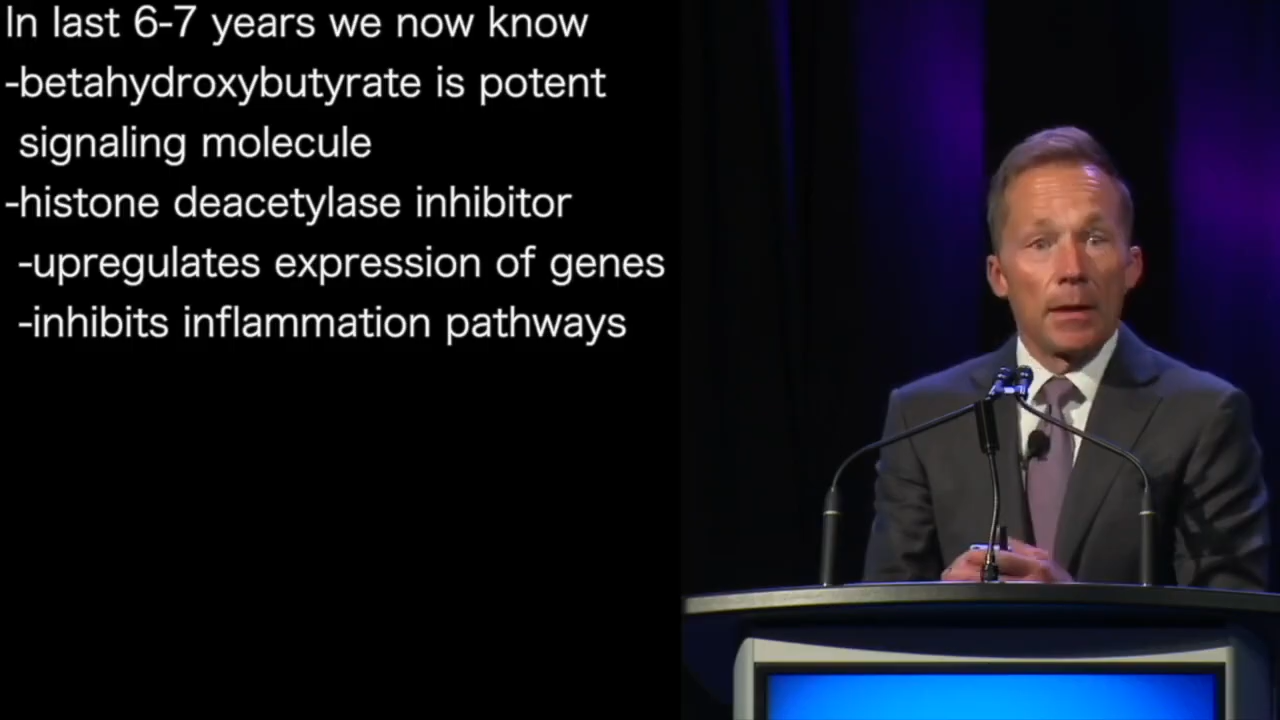 In last 6-7 years we now know
-betahydroxybutyrate is potent
signaling molecule
-histone deacetylase inhibitor
-upregulates expression of genes
-inhibits inflammation pathways